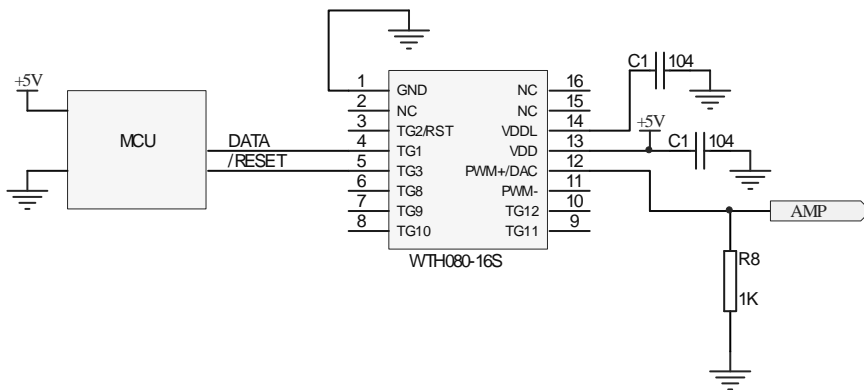 +5V
MCU
DATA
/RESET
1 GND NC 16
2 NC NC 15
3 TG2/RST VDDL 14
4 TG1 VDD 13
5 TG3 PWM+/DAC 12
6 TG8 PWM- 11
7 TG9 TG12 10
8 TG10 TG11 9
WTH080-16S
C1 104
+5V
C1 104
AMP
R8
1K